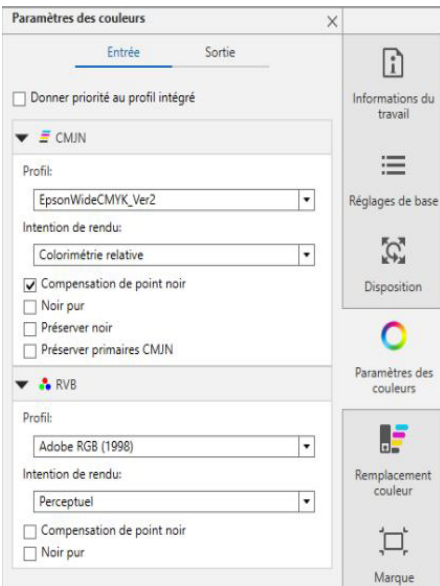 Paramètres des couleurs
Entrée Sortie
Donner priorité au profil intégré
CMJN
Profil:
EpsonWideCMYK_Ver2
Intention de rendu:
Colorimétrie relative
Compensation de point noir
Noir pur
Préserver noir
Préserver primaires CMJN
RVB
Profil:
Adobe RGB (1998)
Intention de rendu:
Perceptuel
Compensation de point noir
Noir pur
Informations du
travail
Réglages de base
Disposition
Paramètres des
couleurs
Remplacement
couleur
Marque